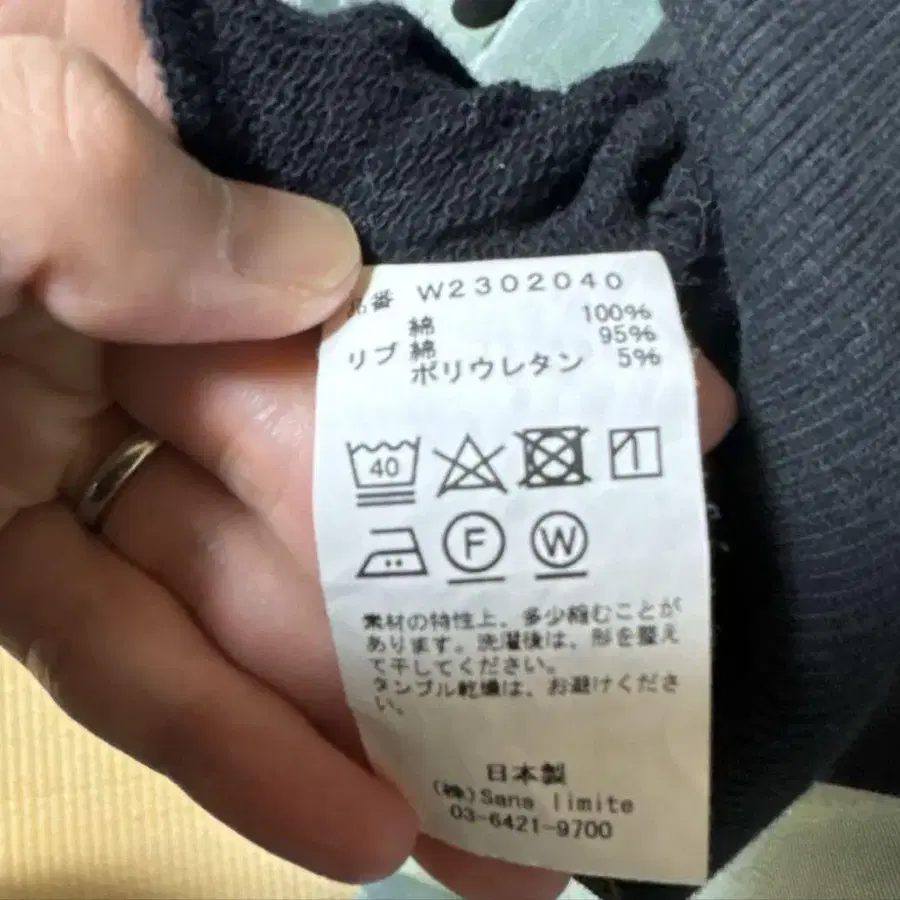 品番 W2302040
綿 100%
リブ 綿 95%
ポリウレタン 5%
40
F W
素材の特性上、多少縮むことが
あります。洗濯後は、形を整え
て干してください。
タンブル乾燥は、お避けくださ
い。
日本製
(株)Sans limite
03-6421-9700